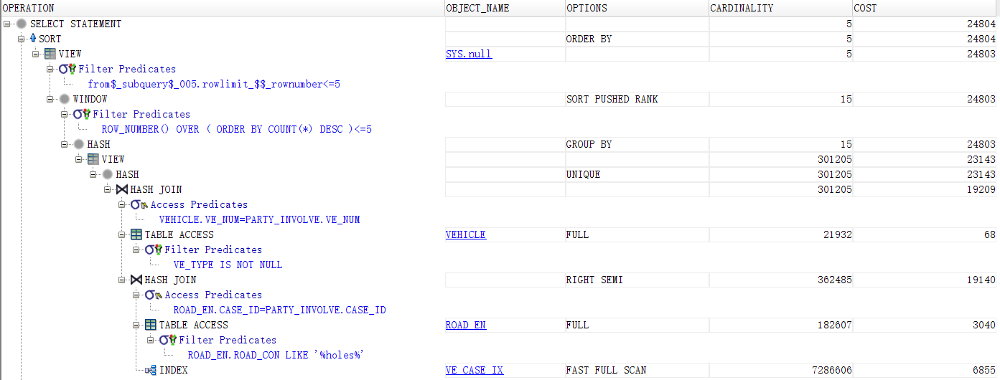 OPERATION OBJECT_NAME OPTIONS CARDINALITY COST
SELECT STATEMENT 5 24804
SORT ORDER BY 5 24804
VIEW SYS.null 5 24803
Filter Predicates
from$_subquery$_005.rowlimit_$$_rownumber<=5
WINDOW SORT PUSHED RANK 15 24803
Filter Predicates
ROW_NUMBER() OVER ( ORDER BY COUNT(*) DESC )<=5
HASH GROUP BY 15 24803
VIEW 301205 23143
HASH UNIQUE 301205 23143
HASH JOIN 301205 19209
Access Predicates
VEHICLE.VE_NUM=PARTY_INVOLVE.VE_NUM
TABLE ACCESS VEHICLE FULL 21932 68
Filter Predicates
VE_TYPE IS NOT NULL
HASH JOIN RIGHT SEMI 362485 19140
Access Predicates
ROAD_EN.CASE_ID=PARTY_INVOLVE.CASE_ID
TABLE ACCESS ROAD_EN FULL 182607 3040
Filter Predicates
ROAD_EN.ROAD_CON LIKE '%holes%'
INDEX VE_CASE_IX FAST FULL SCAN 7286606 6855